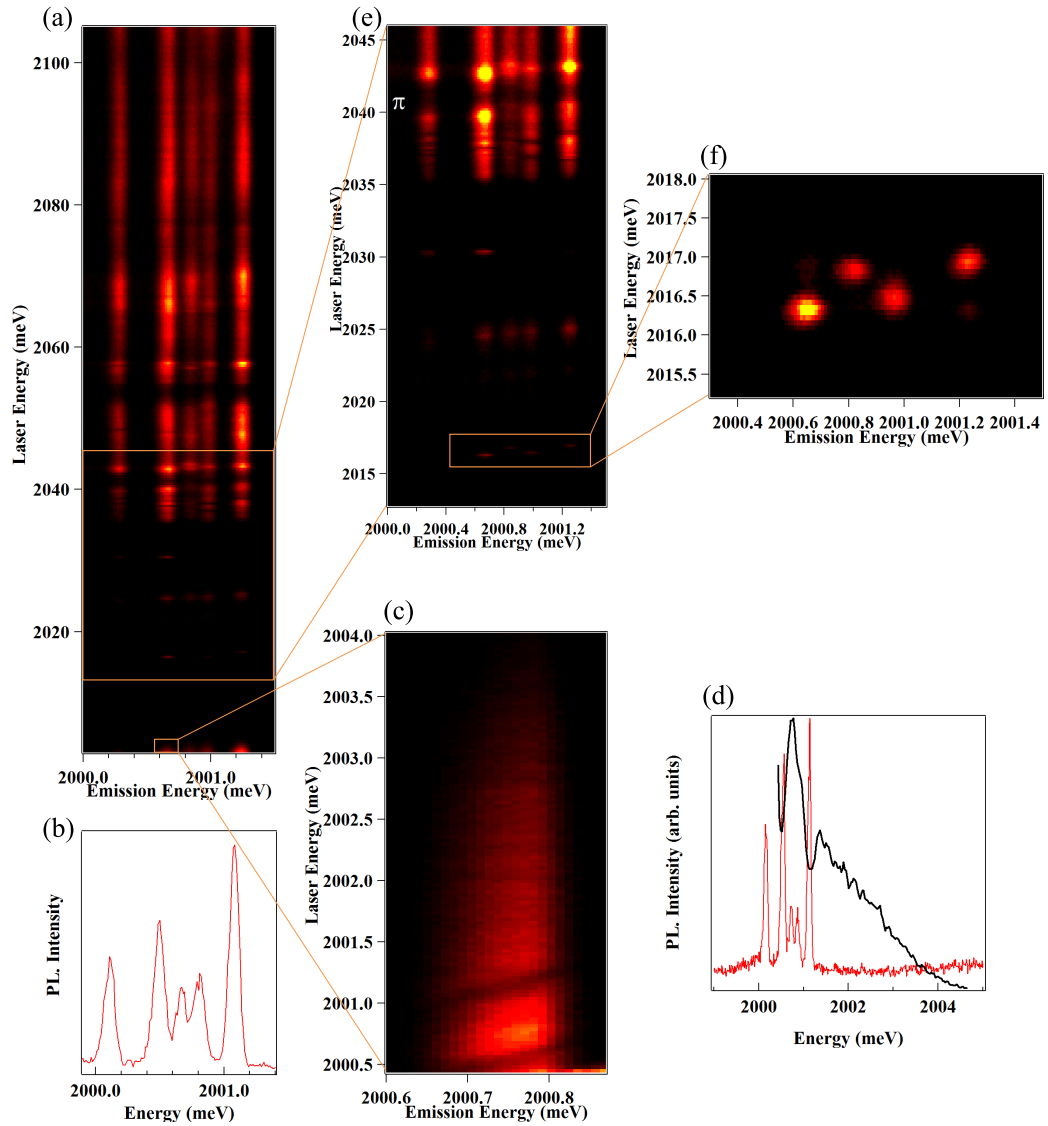 (a)
2100
2080
2060
2040
2020
Laser Energy (meV)
2000.0
2001.0
Emission Energy (meV)
(e)
π
2045
2040
2035
2030
2025
2020
2015
Laser Energy (meV)
2000.0
2000.4
2000.8
2001.2
Emission Energy (meV)
(f)
2018.0
2017.5
2017.0
2016.5
2016.0
2015.5
Laser Energy (meV)
2000.4
2000.6
2000.8
2001.0
2001.2
2001.4
Emission Energy (meV)
(b)
PL. Intensity
2000.0
2001.0
Energy (meV)
(c)
2004.0
2003.5
2003.0
2002.5
2002.0
2001.5
2001.0
2000.5
Laser Energy (meV)
2000.6
2000.7
2000.8
Emission Energy (meV)
(d)
PL. Intensity (arb. units)
2000
2002
2004
Energy (meV)